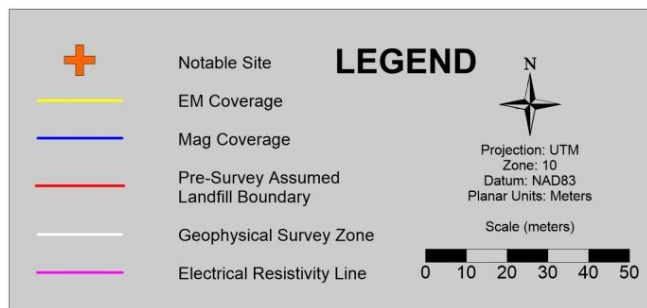 LEGEND
Notable Site
EM Coverage
Mag Coverage
Pre-Survey Assumed
Landfill Boundary
Geophysical Survey Zone
Electrical Resistivity Line
N
Projection: UTM
Zone: 10
Datum: NAD83
Planar Units: Meters
Scale (meters)
0 10 20 30 40 50